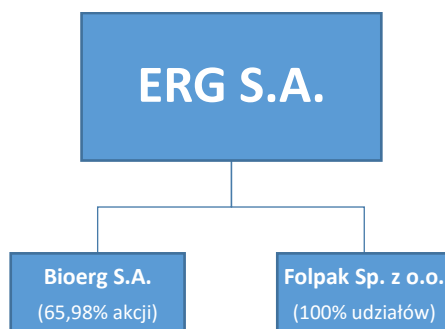 ERG S.A.
Bioerg S.A.
(65,98% akcji)
Folpak Sp. z o.o.
(100% udziałów)